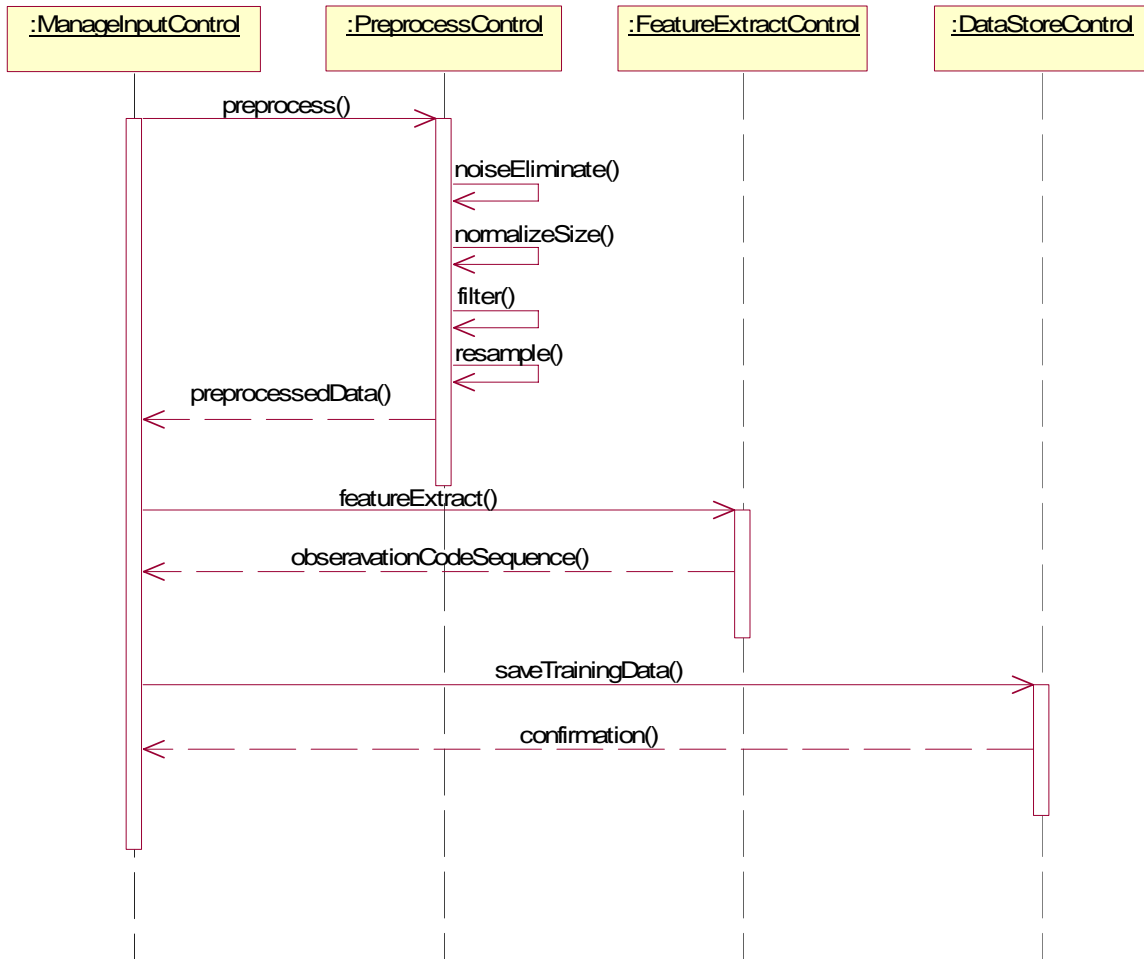 :ManageInputControl
:PreprocessControl
:FeatureExtractControl
:DataStoreControl
preprocess()
noiseEliminate()
normalizeSize()
filter()
resample()
preprocessedData()
featureExtract()
obseravationCodeSequence()
saveTrainingData()
confirmation()